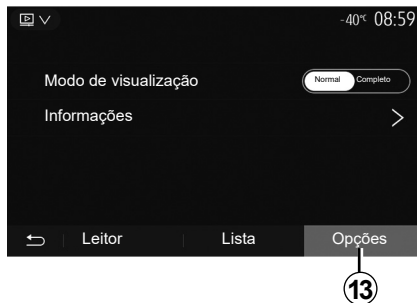 -40℃ 08:59
Modo de visualização Normal Completo
Informações
Leitor Lista Opções
13